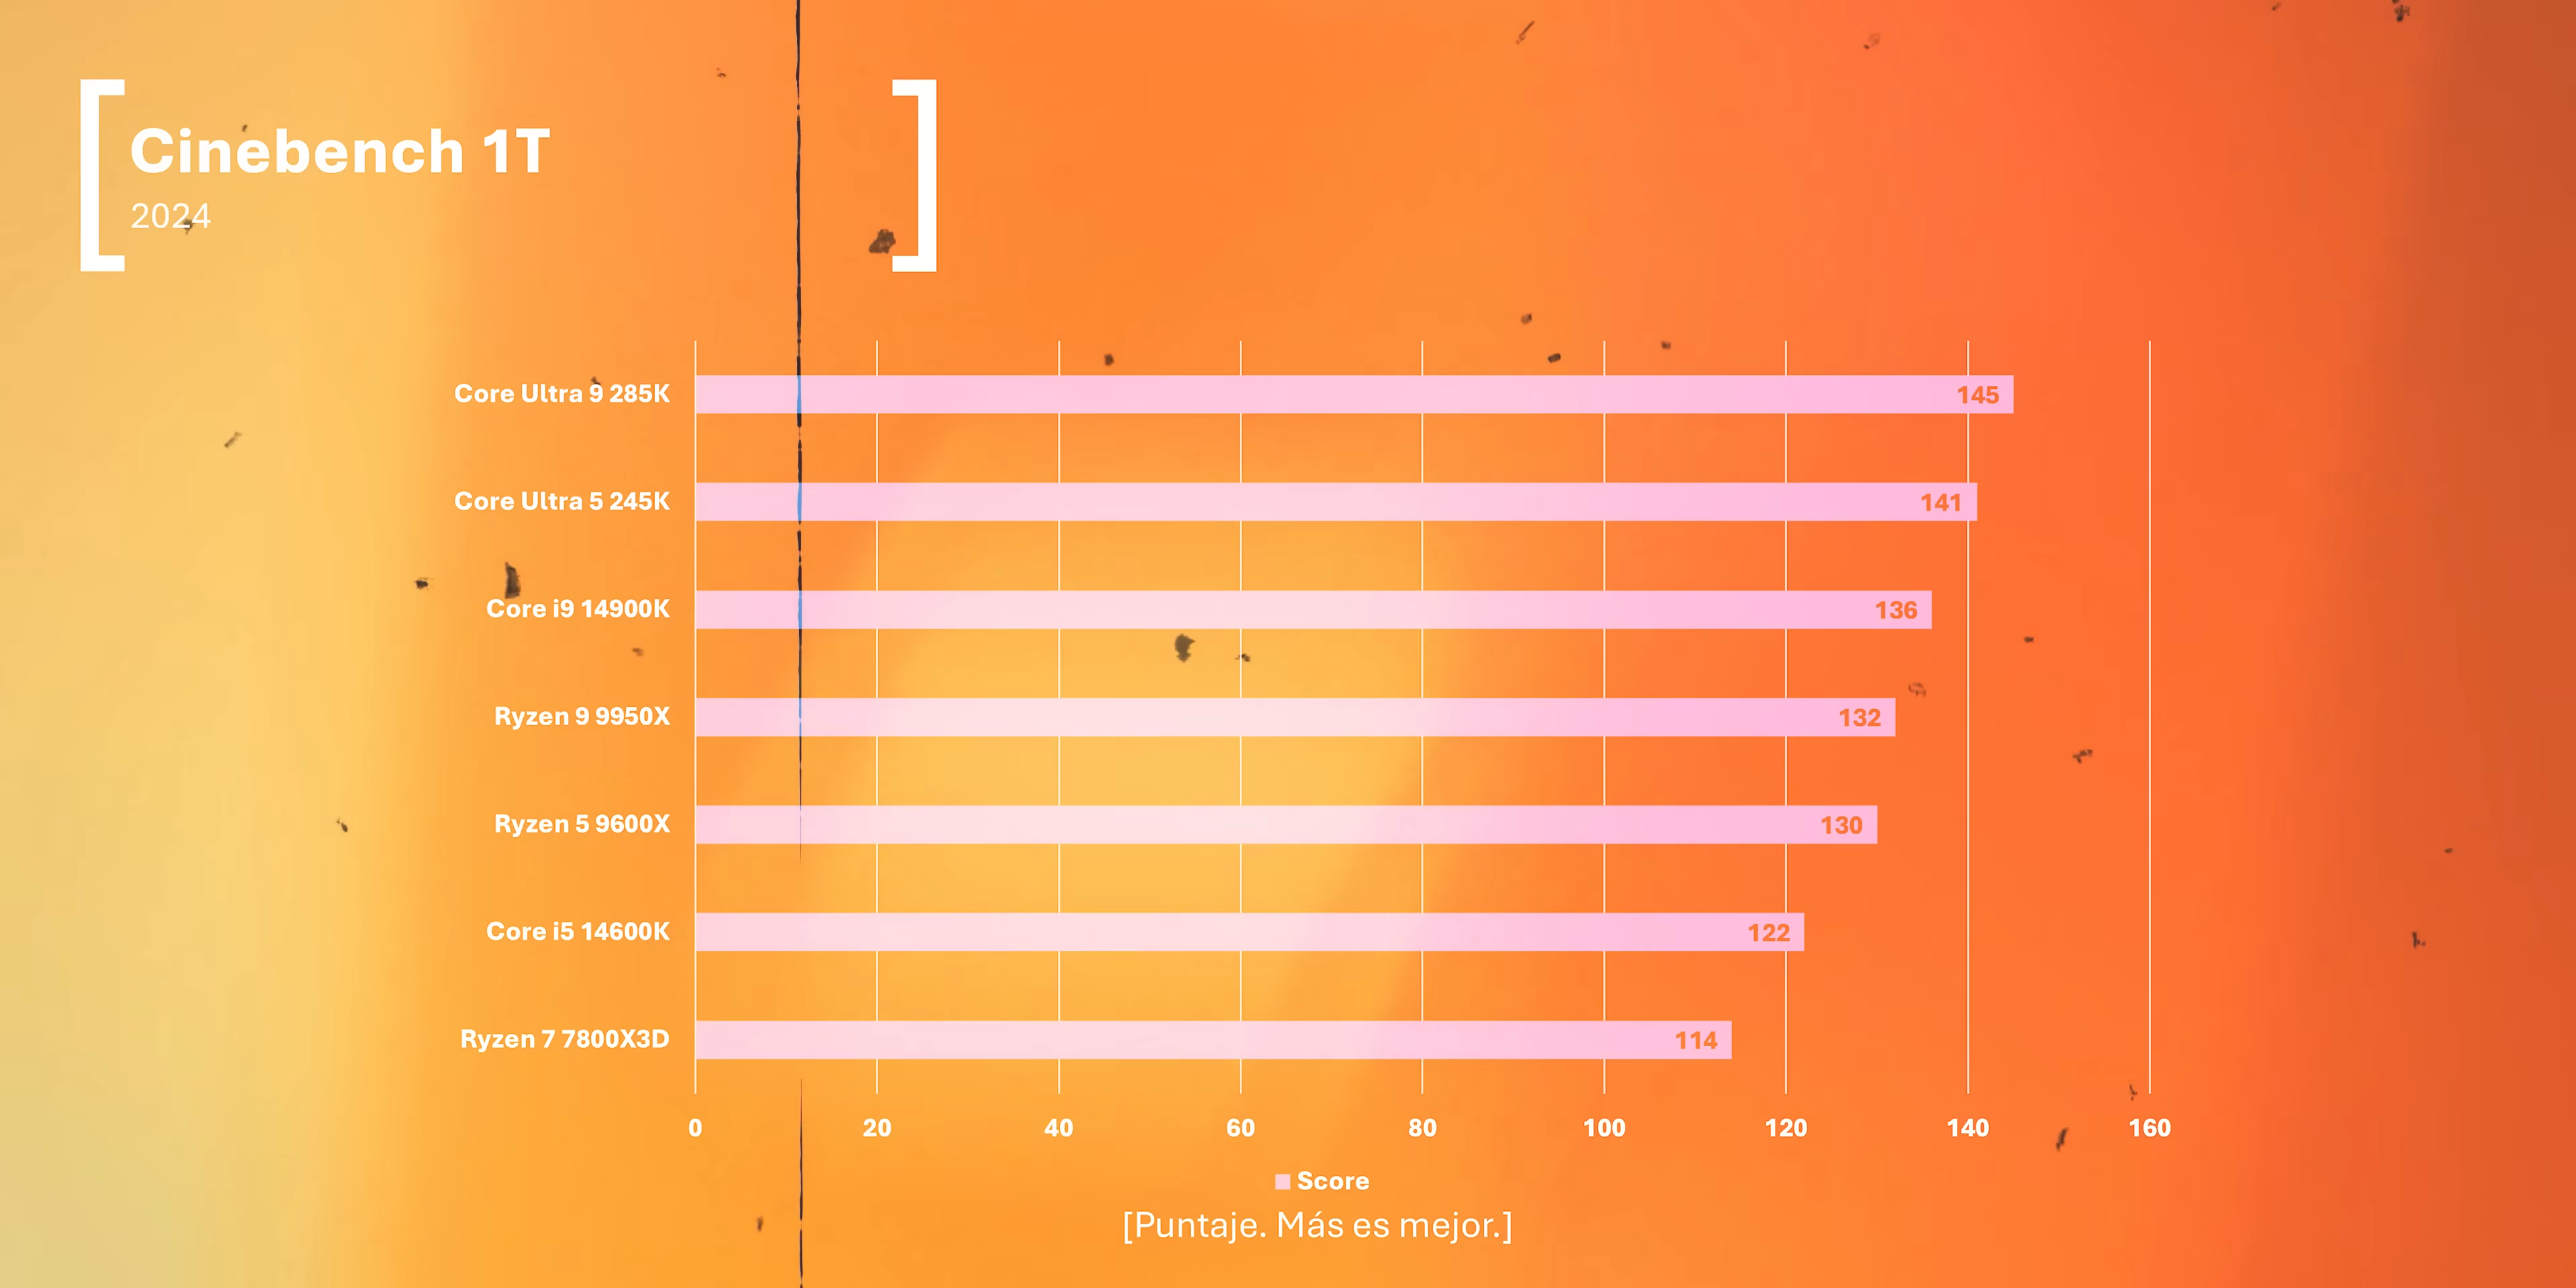 Cinebench 1T
2024
Core Ultra 9 285K 145
Core Ultra 5 245K 141
Core i9 14900K 136
Ryzen 9 9950X 132
Ryzen 5 9600X 130
Core i5 14600K 122
Ryzen 7 7800X3D 114
0 20 40 60 80 100 120 140 160
Score
[Puntaje. Más es mejor.]